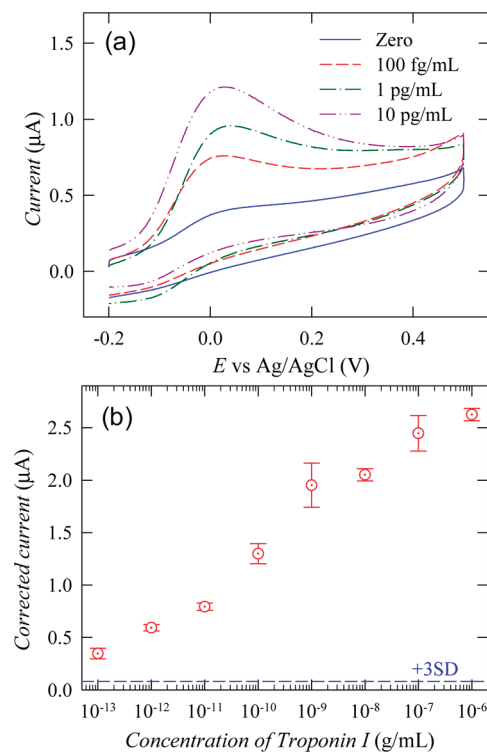 (a)
Zero
100 fg/mL
1 pg/mL
10 pg/mL
1.5
1.0
0.5
0.0
Current (μA)
-0.2 0.0 0.2 0.4
E vs Ag/AgCl (V)
(b)
2.5
2.0
1.5
1.0
0.5
0.0
Corrected current (μA)
+3SD
10⁻¹³ 10⁻¹² 10⁻¹¹ 10⁻¹⁰ 10⁻⁹ 10⁻⁸ 10⁻⁷ 10⁻⁶
Concentration of Troponin I (g/mL)